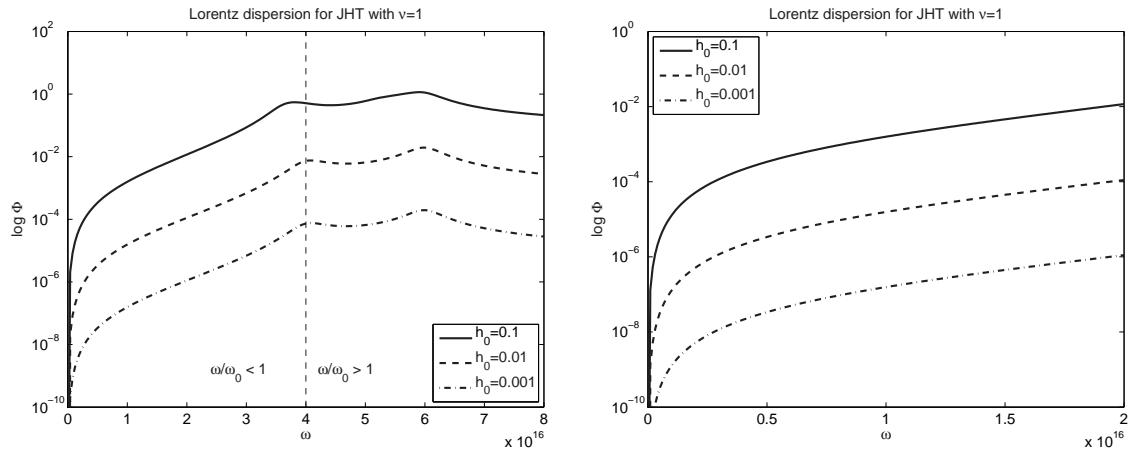 Lorentz dispersion for JHT with ν=1
10^2
10^0
10^-2
10^-4
10^-6
10^-8
10^-10
log Φ
ω/ω_0 < 1
ω/ω_0 > 1
h_0=0.1
h_0=0.01
h_0=0.001
0
1
2
3
4
5
6
7
8
ω
x 10^16
Lorentz dispersion for JHT with ν=1
10^0
10^-2
10^-4
10^-6
10^-8
10^-10
log Φ
h_0=0.1
h_0=0.01
h_0=0.001
0
0.5
1
1.5
2
ω
x 10^16